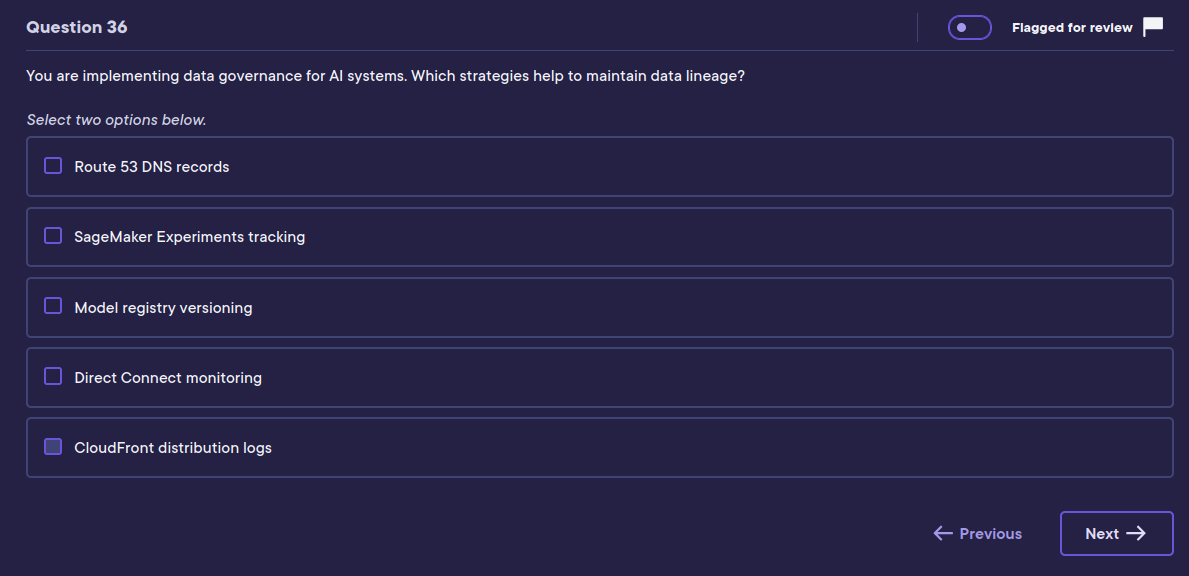 Question 36
Flagged for review
You are implementing data governance for AI systems. Which strategies help to maintain data lineage?
Select two options below.
Route 53 DNS records
SageMaker Experiments tracking
Model registry versioning
Direct Connect monitoring
CloudFront distribution logs
Previous
Next